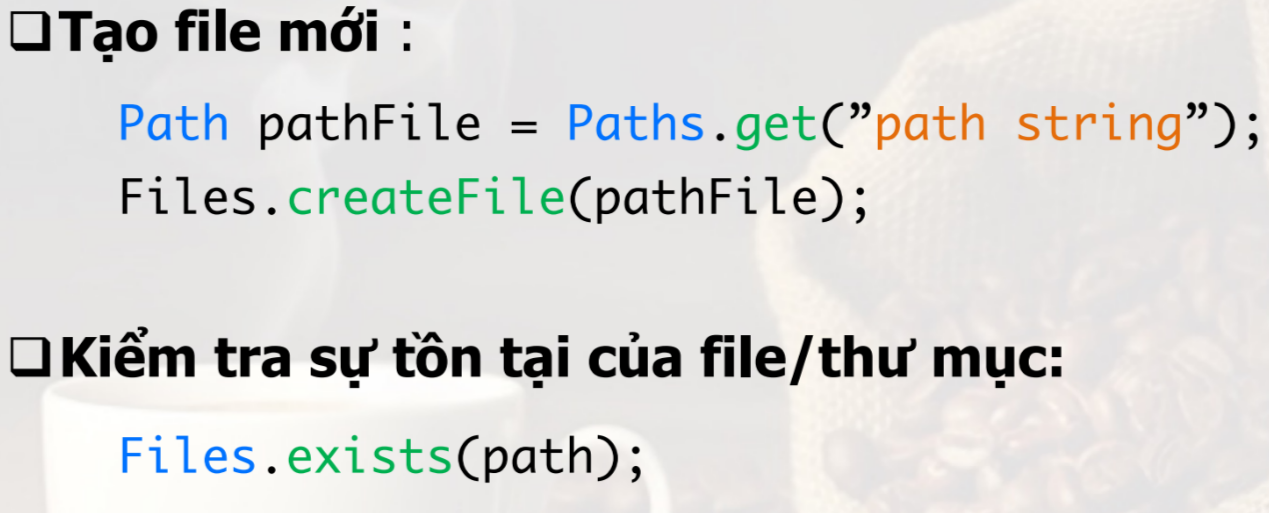 ❑Tạo file mới :
Path pathFile = Paths.get(”path string”);
Files.createFile(pathFile);
❑Kiểm tra sự tồn tại của file/thư mục:
Files.exists(path);